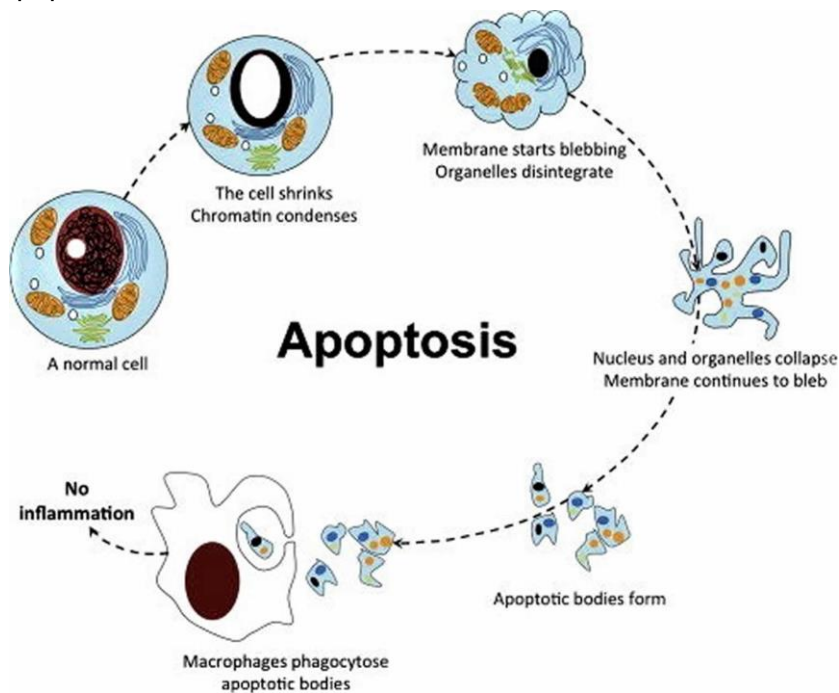 The cell shrinks
Chromatin condenses
Membrane starts blebbing
Organelles disintegrate
A normal cell
Apoptosis
Nucleus and organelles collapse
Membrane continues to bleb
No
inflammation
Apoptotic bodies form
Macrophages phagocytose
apoptotic bodies